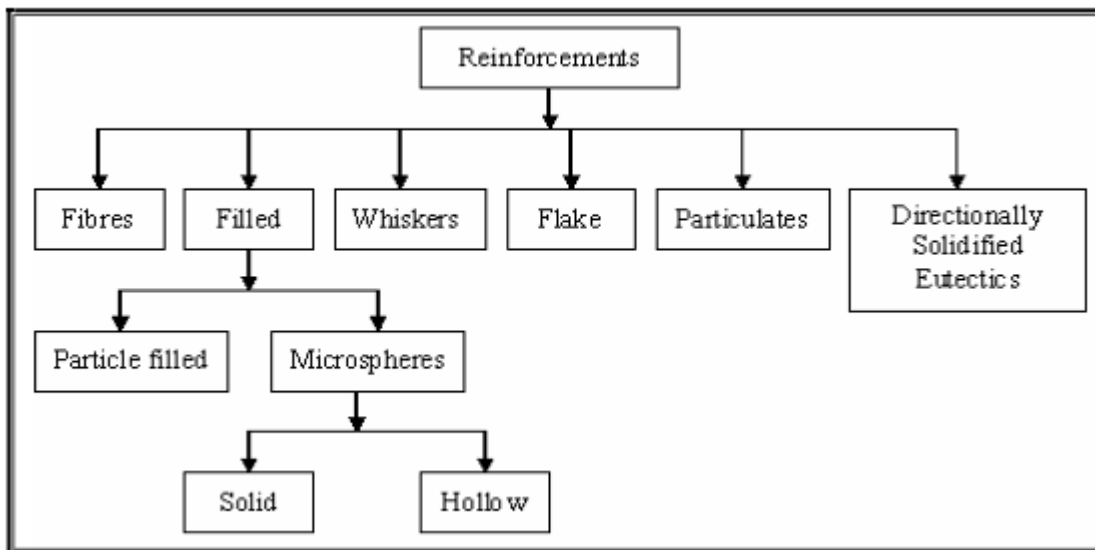 Reinforcements
Fibres
Filled
Whiskers
Flake
Particulates
Directionally
Solidified
Eutectics
Particle filled
Microspheres
Solid
Hollow